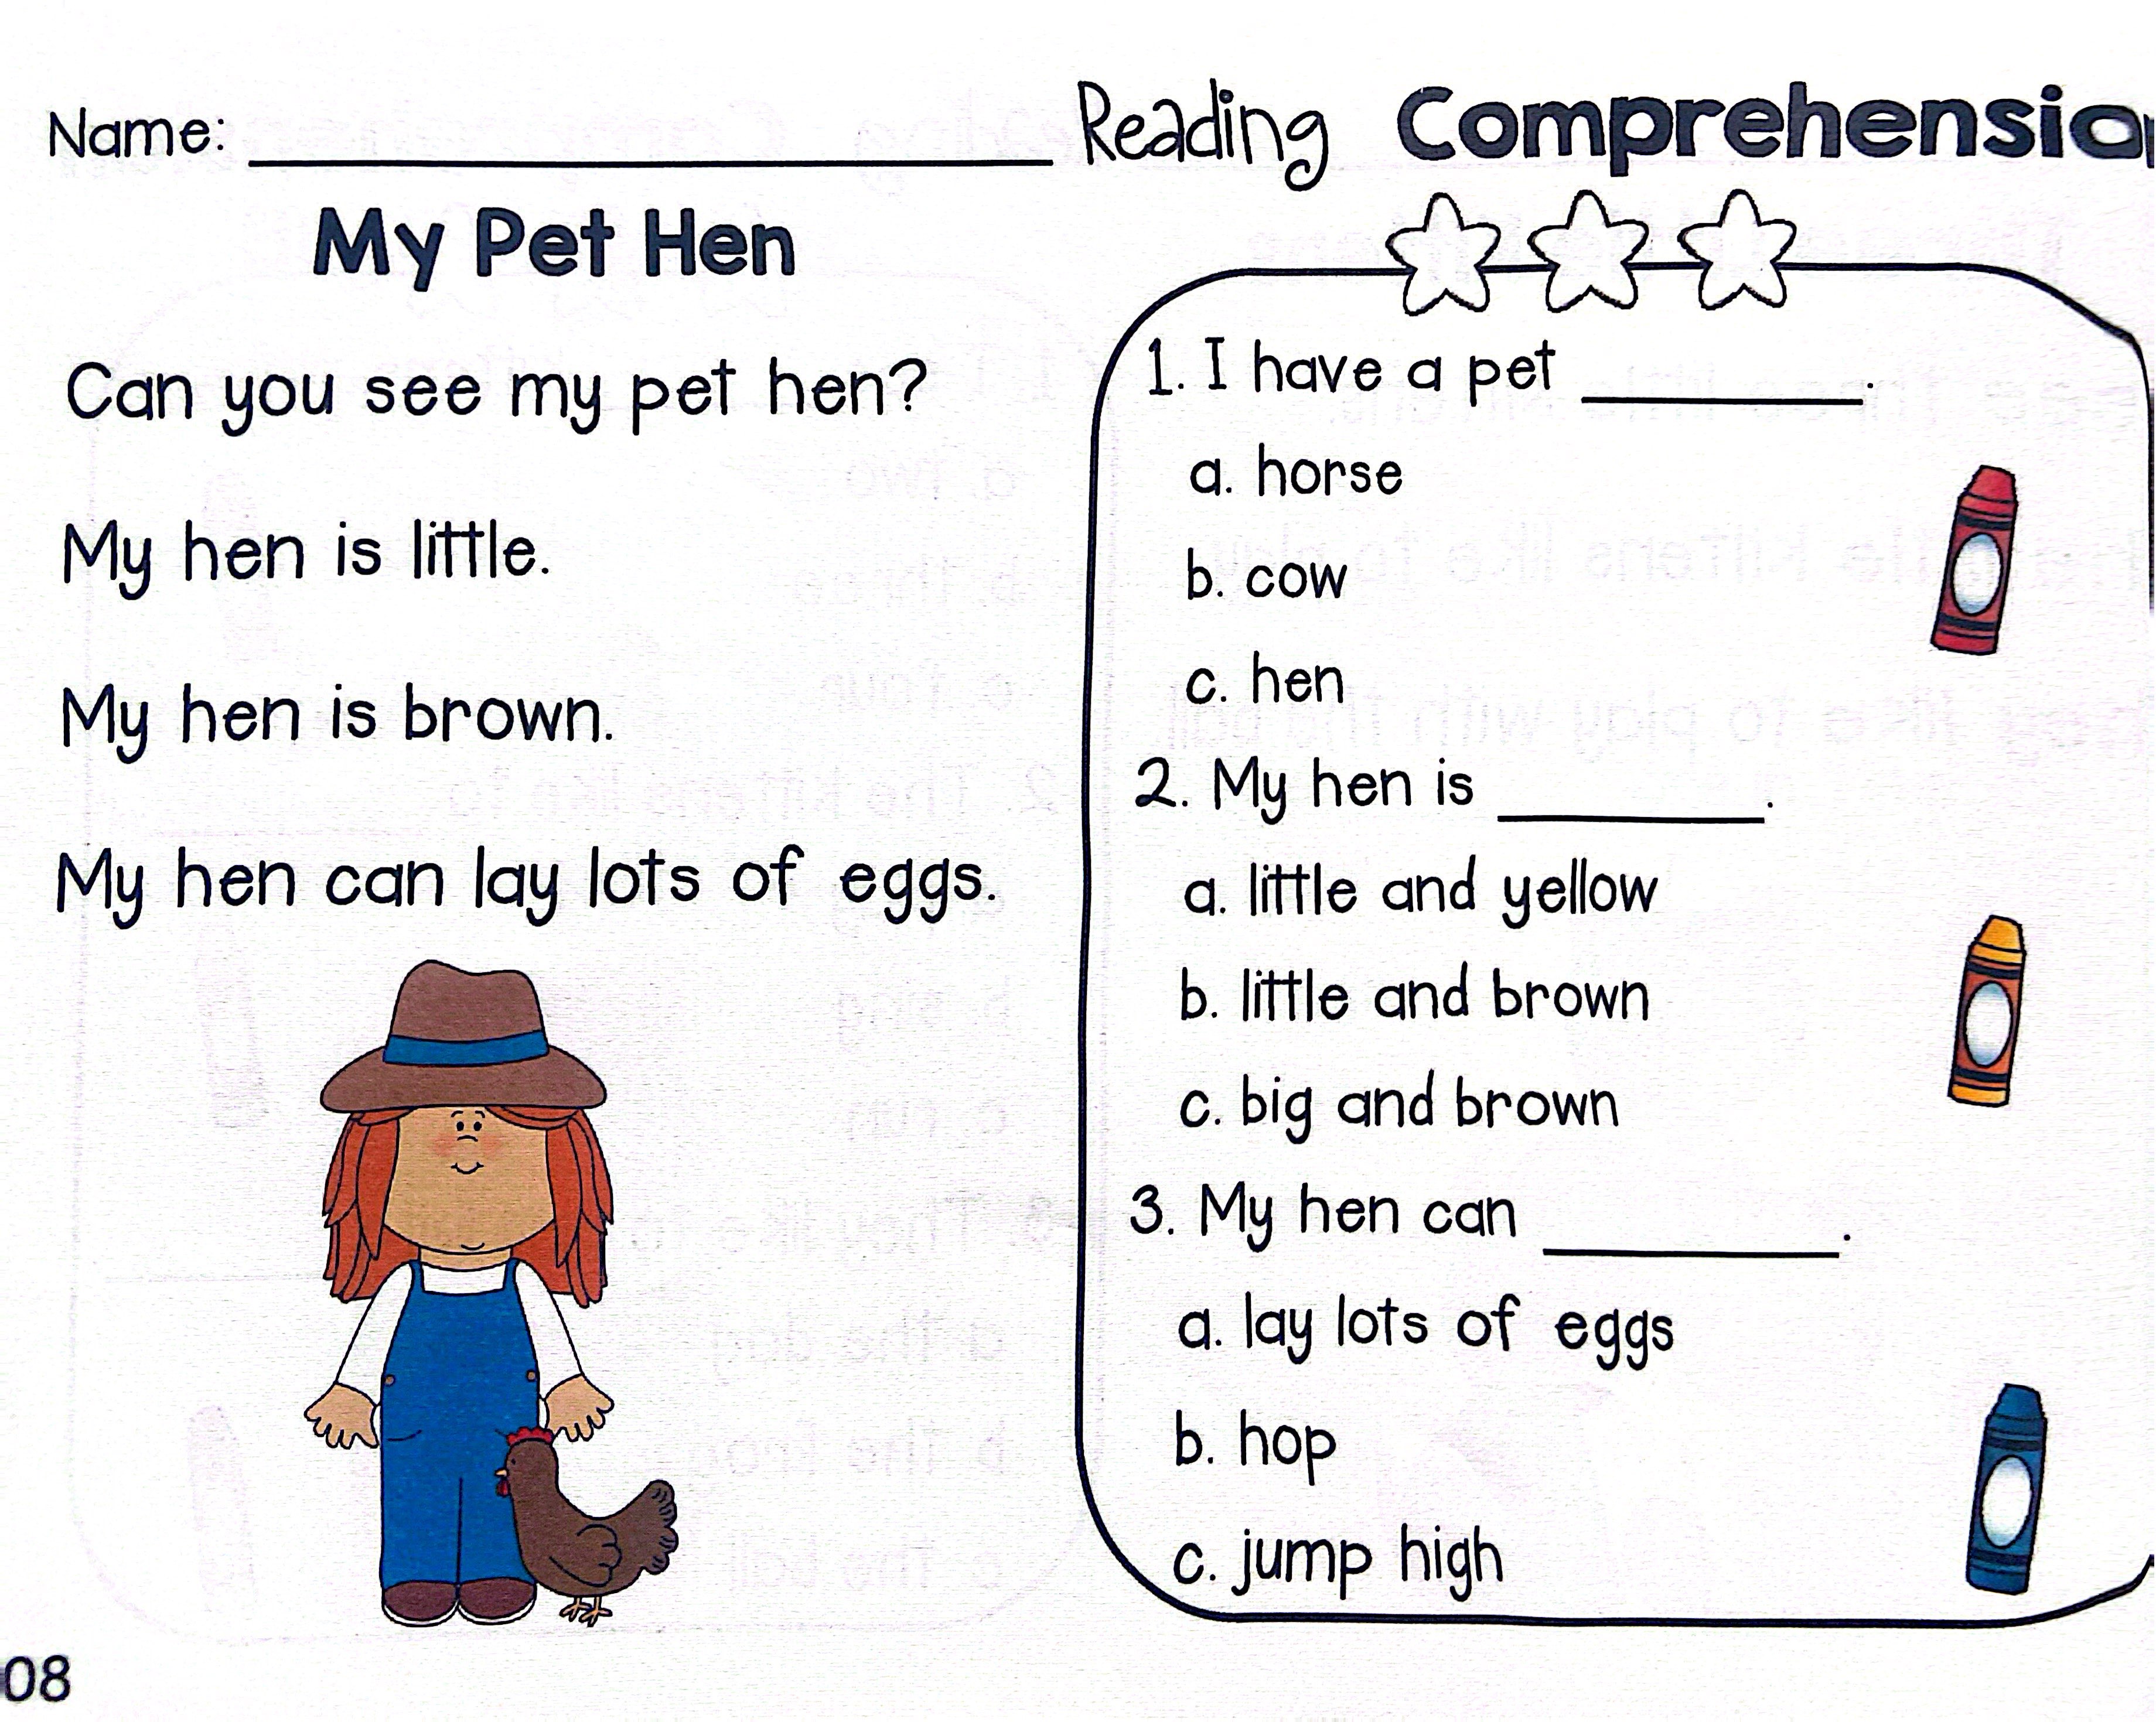 Name: ____________ Reading Comprehension
My Pet Hen
Can you see my pet hen?
My hen is little.
My hen is brown.
My hen can lay lots of eggs.
1. I have a pet ________.
a. horse
b. cow
c. hen
2. My hen is ________.
a. little and yellow
b. little and brown
c. big and brown
3. My hen can ________.
a. lay lots of eggs
b. hop
c. jump high
08